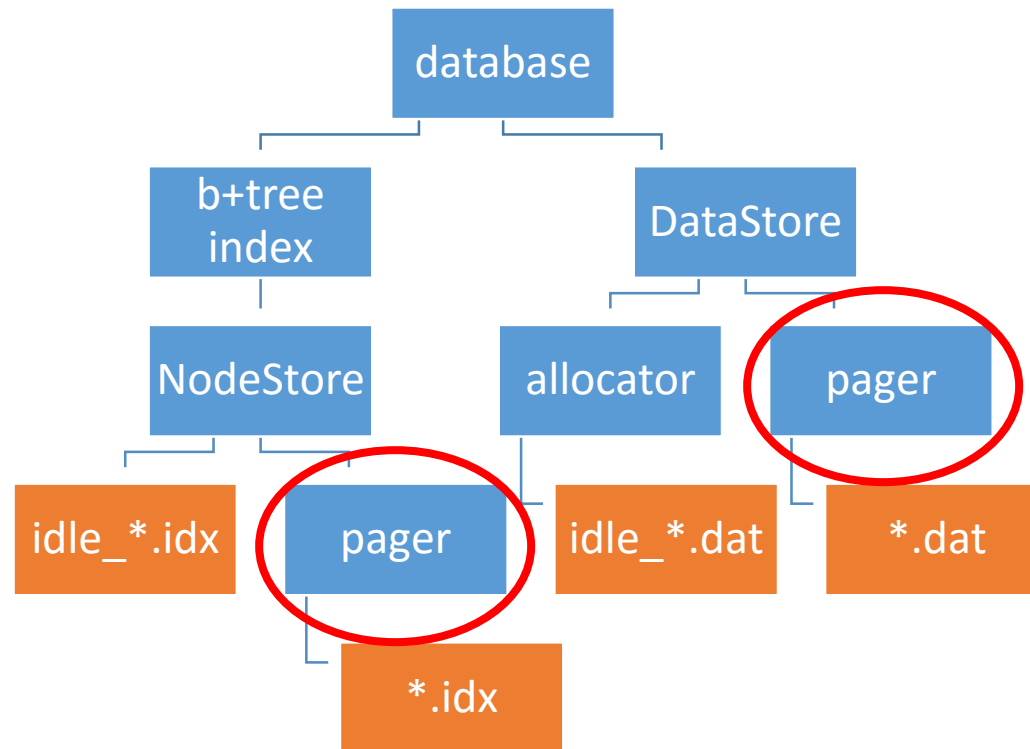 database
b+tree
index
DataStore
NodeStore
allocator
pager
idle_*.idx
pager
idle_*.dat
*.dat
*.idx